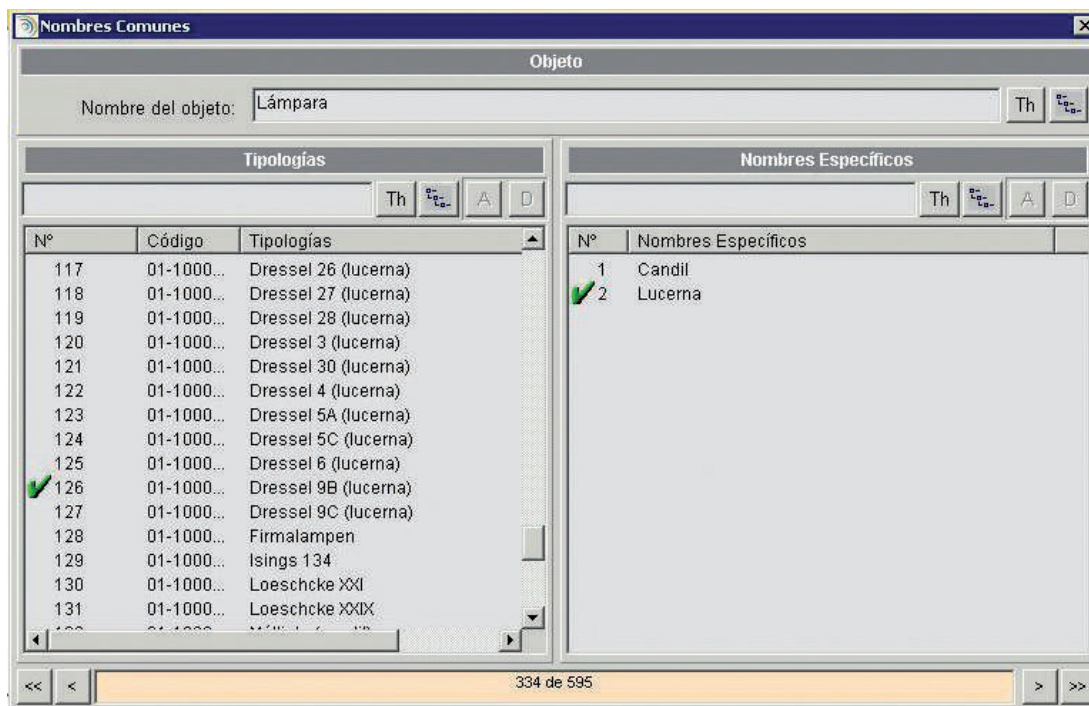 Nombres Comunes
Objeto
Nombre del objeto: Lámpara Th
Tipologías
Th A D
Nº Código Tipologías
117 01-1000... Dressel 26 (lucerna)
118 01-1000... Dressel 27 (lucerna)
119 01-1000... Dressel 28 (lucerna)
120 01-1000... Dressel 3 (lucerna)
121 01-1000... Dressel 30 (lucerna)
122 01-1000... Dressel 4 (lucerna)
123 01-1000... Dressel 5A (lucerna)
124 01-1000... Dressel 5C (lucerna)
125 01-1000... Dressel 6 (lucerna)
126 01-1000... Dressel 9B (lucerna)
127 01-1000... Dressel 9C (lucerna)
128 01-1000... Firmalampen
129 01-1000... Isings 134
130 01-1000... Loeschcke XXI
131 01-1000... Loeschcke XXIX
Nombres Específicos
Th A D
Nº Nombres Específicos
1 Candil
2 Lucerna
<< < 334 de 595 > >>